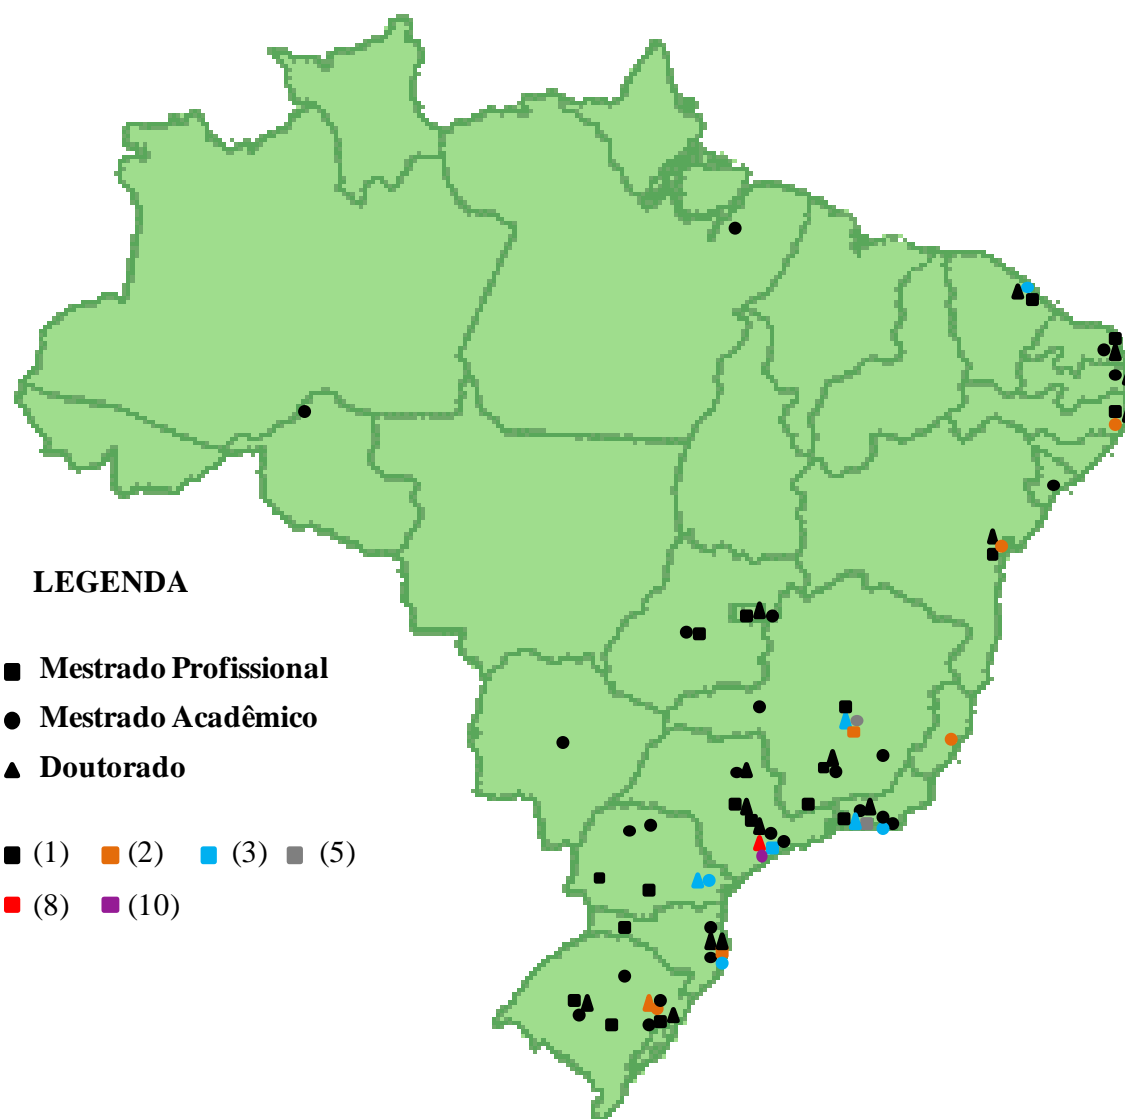 LEGENDA
Mestrado Profissional
Mestrado Acadêmico
Doutorado
(1) (2) (3) (5)
(8) (10)